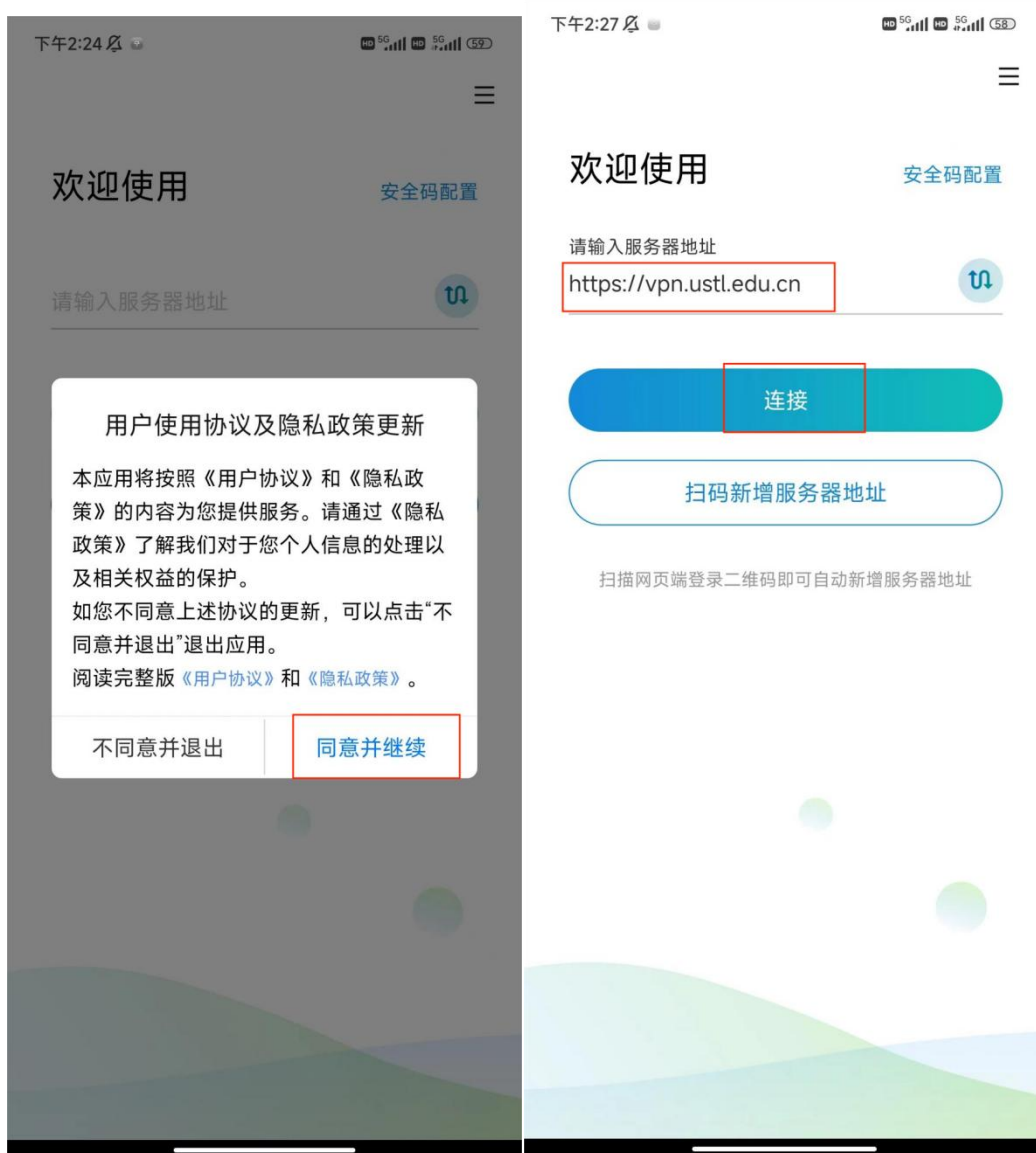 下午2:24
HD 5G HD 5G 59
欢迎使用
安全码配置
请输入服务器地址
用户使用协议及隐私政策更新
本应用将按照《用户协议》和《隐私政
策》的内容为您提供服务。请通过《隐私
政策》了解我们对于您个人信息的处理以
及相关权益的保护。
如您不同意上述协议的更新，可以点击“不
同意并退出”退出应用。
阅读完整版《用户协议》和《隐私政策》。
不同意并退出
同意并继续
下午2:27
HD 5G HD 5G 58
欢迎使用
安全码配置
请输入服务器地址
https://vpn.ustl.edu.cn
连接
扫码新增服务器地址
扫描网页端登录二维码即可自动新增服务器地址